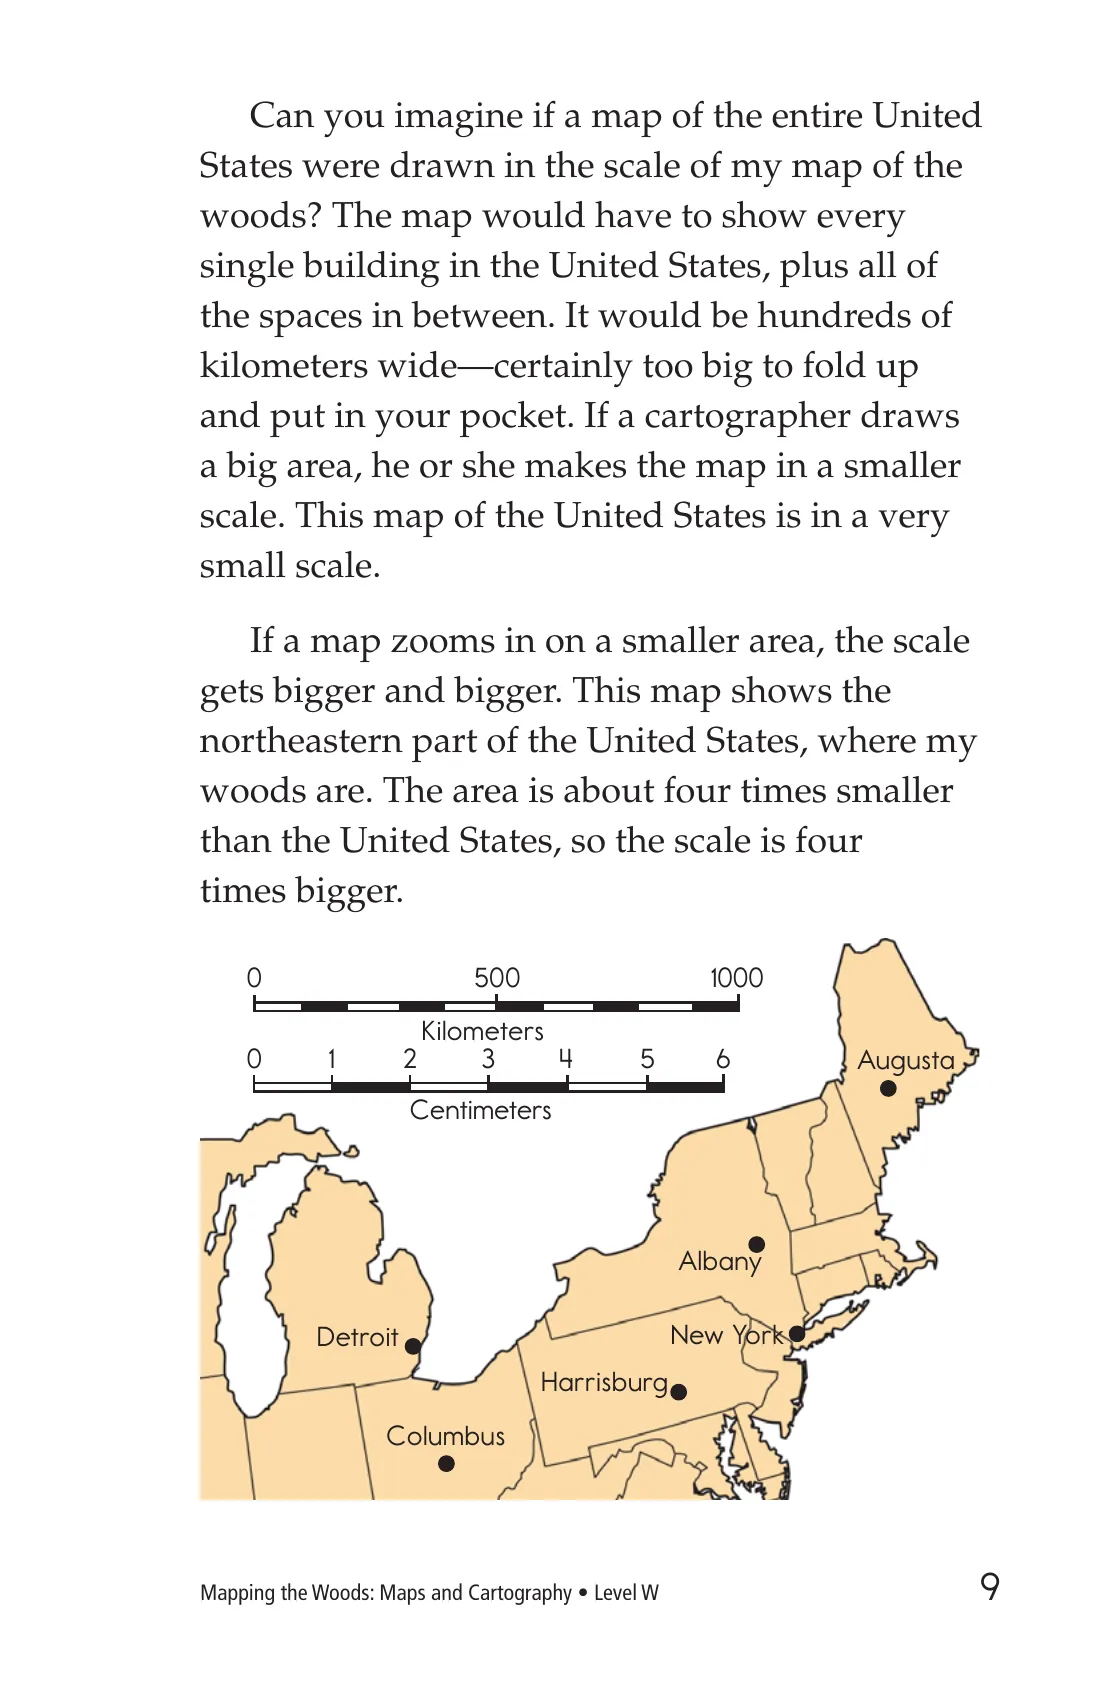 Can you imagine if a map of the entire United
States were drawn in the scale of my map of the
woods? The map would have to show every
single building in the United States, plus all of
the spaces in between. It would be hundreds of
kilometers wide—certainly too big to fold up
and put in your pocket. If a cartographer draws
a big area, he or she makes the map in a smaller
scale. This map of the United States is in a very
small scale.
If a map zooms in on a smaller area, the scale
gets bigger and bigger. This map shows the
northeastern part of the United States, where my
woods are. The area is about four times smaller
than the United States, so the scale is four
times bigger.
0 500 1000
Kilometers
0 1 2 3 4 5 6
Centimeters
Augusta
Albany
New York
Detroit
Harrisburg
Columbus
Mapping the Woods: Maps and Cartography • Level W 9